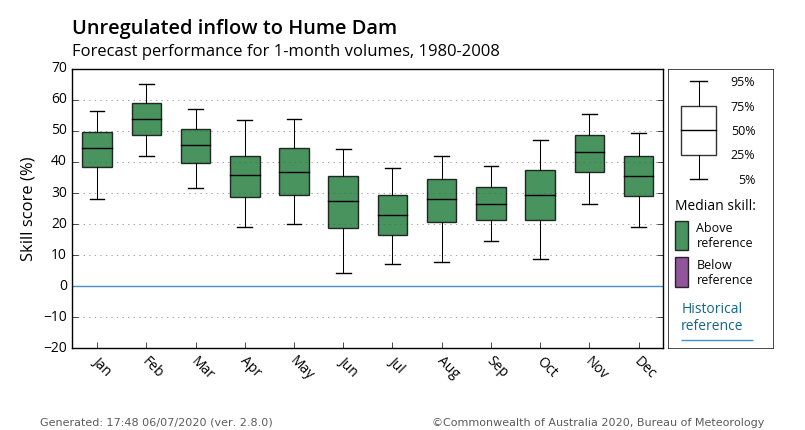 Unregulated inflow to Hume Dam
Forecast performance for 1-month volumes, 1980-2008
Skill score (%)
70
60
50
40
30
20
10
0
−10
−20
Jan
Feb
Mar
Apr
May
Jun
Jul
Aug
Sep
Oct
Nov
Dec
95%
75%
50%
25%
5%
Median skill:
Above
reference
Below
reference
Historical
reference
Generated: 17:48 06/07/2020 (ver. 2.8.0)
©Commonwealth of Australia 2020, Bureau of Meteorology